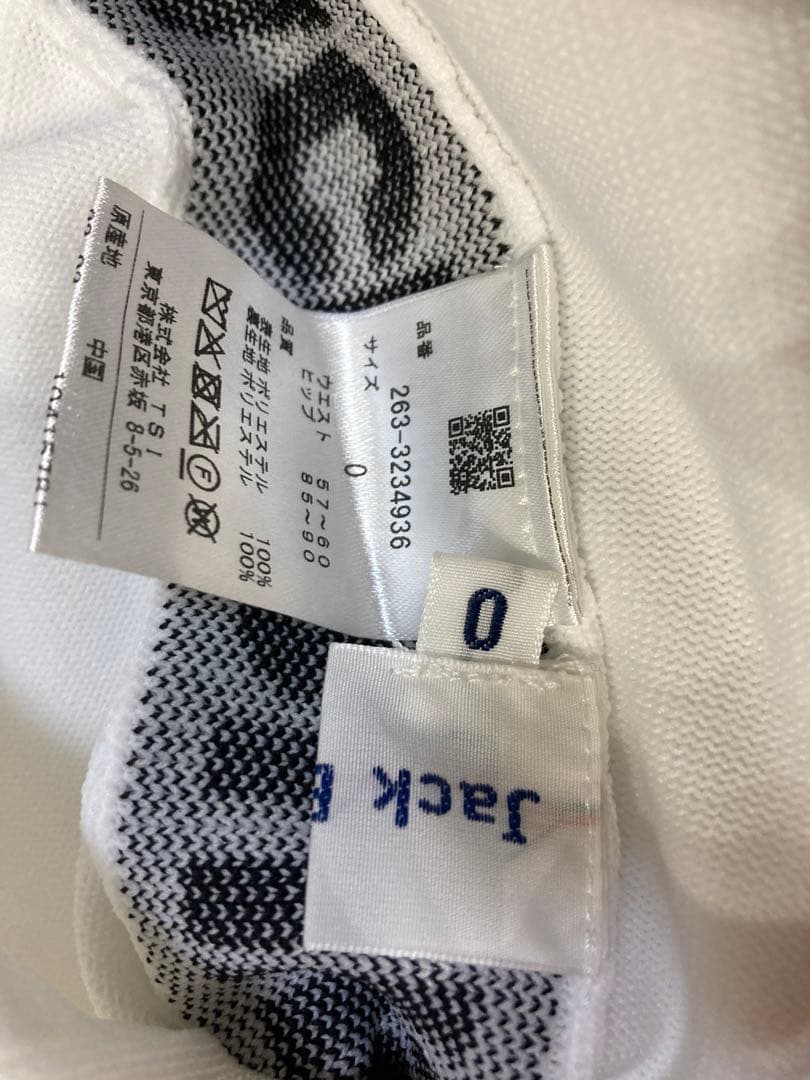 品番
263-3234936
サイズ
0
ウエスト 57~60
ヒップ 85~90
品質
表生地 ポリエステル 100%
裏生地 ポリエステル 100%
F
株式会社 TSI
東京都港区赤坂 8-5-26
原産地 中国
0
Jack